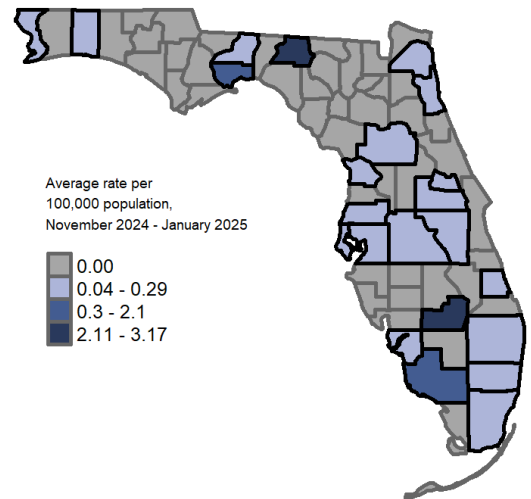 Average rate per
100,000 population,
November 2024 - January 2025
0.00
0.04 - 0.29
0.3 - 2.1
2.11 - 3.17